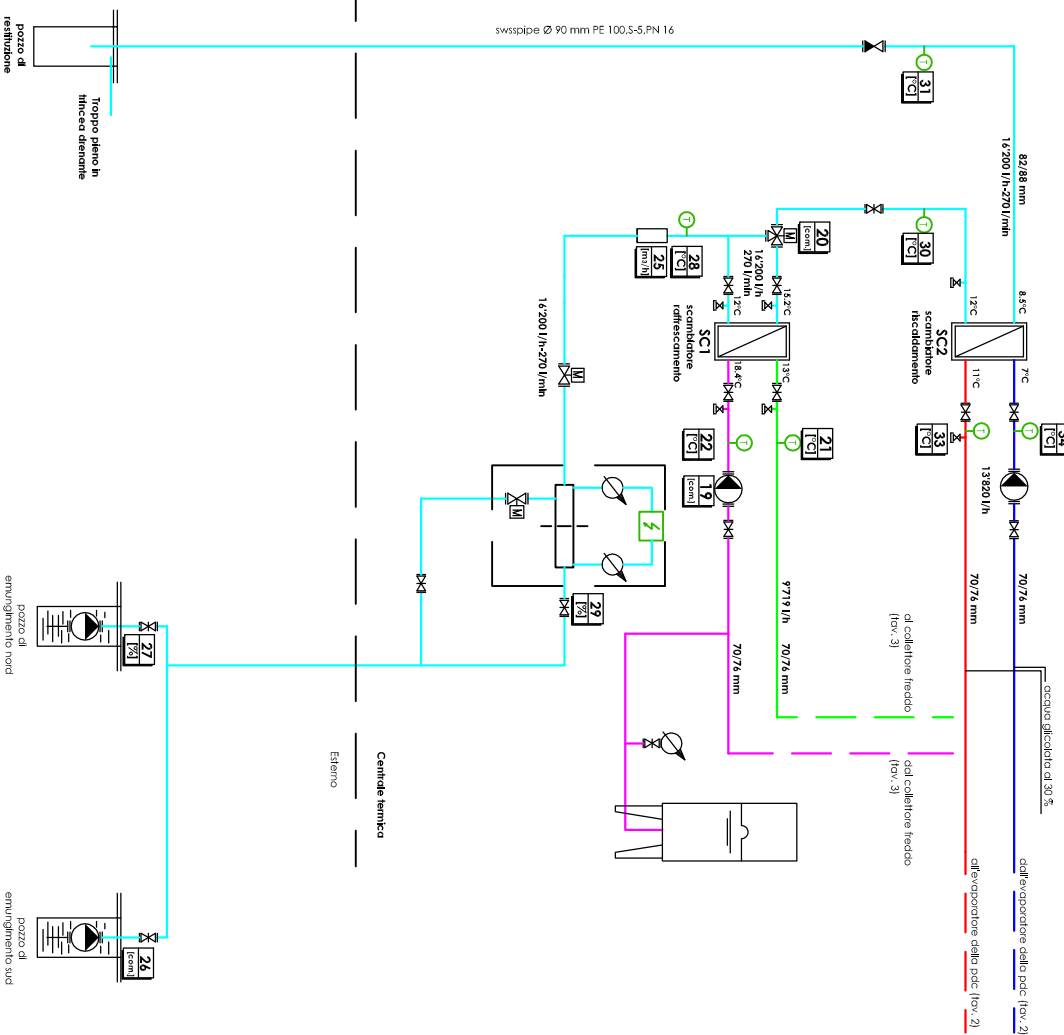 swsspipe Ø 90 mm PE 100,S-5,PN 16
pozzo di
restituzione
Troppo pieno in
trincea drenante
T
31
[°C]
82/88 mm
16'200 l/h-270 l/min
T
30
[°C]
20
[com.]
M
T
28
[°C]
25
[m3/h]
16'200 l/h
270 l/min
15.2°C
12°C
12°C
8.5°C
SC1
scambiatore
raffrescamento
SC2
scambiatore
riscaldamento
18.4°C
13°C
11°C
7°C
16'200 l/h-270 l/min
M
22
[°C]
T
T
21
[°C]
33
[°C]
T
T
34
[°C]
19
[com.]
13'820 l/h
M
29
[%]
9'719 l/h
70/76 mm
70/76 mm
70/76 mm
70/76 mm
al collettore freddo
(tav. 3)
dal collettore freddo
(tav. 3)
acqua glicolata al 30 %
dall'evaporatore della pdc (tav. 2)
all'evaporatore della pdc (tav. 2)
Centrale termica
Esterno
27
[%]
pozzo di
emungimento nord
26
[com.]
pozzo di
emungimento sud